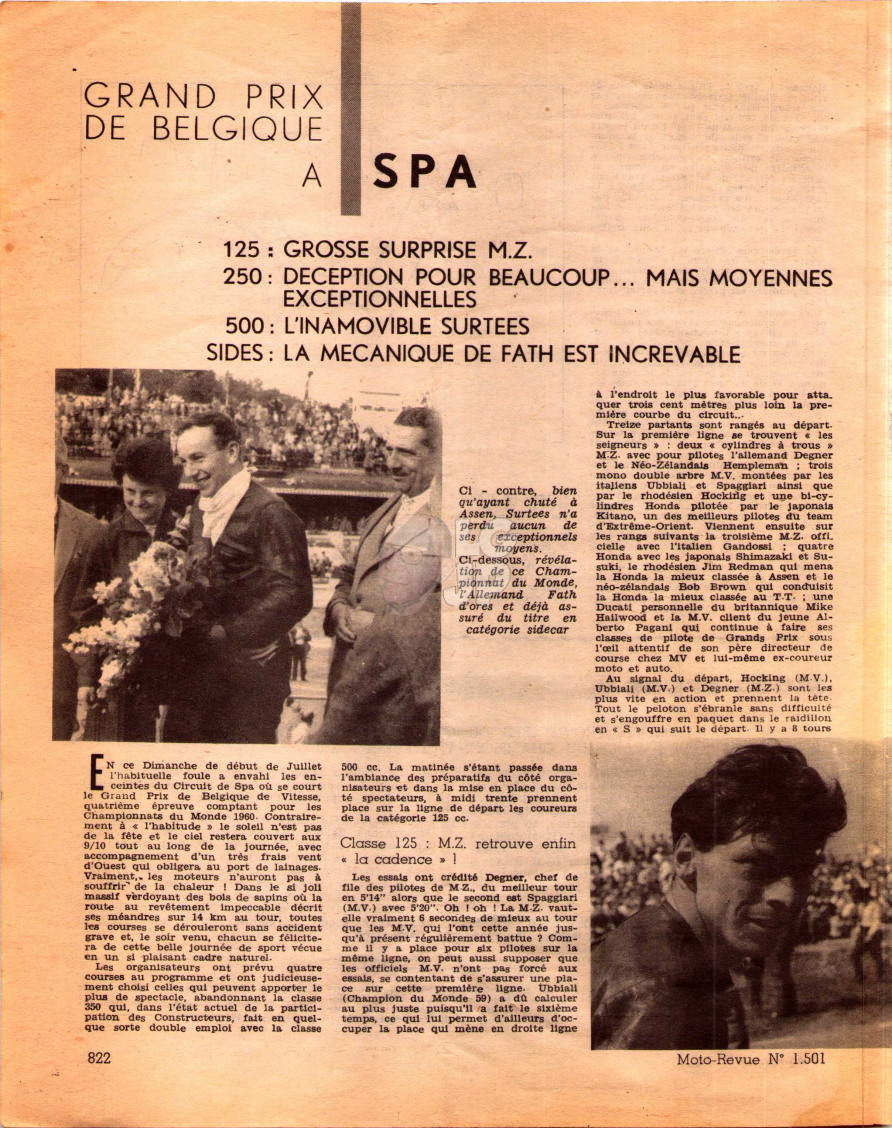 GRAND PRIX
DE BELGIQUE
A SPA
125 : GROSSE SURPRISE M.Z.
250 : DECEPTION POUR BEAUCOUP... MAIS MOYENNES
EXCEPTIONNELLES
500 : L'INAMOVIBLE SURTEES
SIDES : LA MECANIQUE DE FATH EST INCREVABLE
Ci - contre, bien
qu'ayant chuté à
Assen, Surtees n'a
perdu aucun de
ses exceptionnels
moyens.
Ci-dessous, révéla-
tion de ce Cham-
pionnat du Monde,
l'Allemand Fath
d'ores et déjà as-
suré du titre en
catégorie sidecar
EN ce Dimanche de début de Juillet
l'habituelle foule a envahi les en-
ceintes du Circuit de Spa où se court
le Grand Prix de Belgique de Vitesse,
quatrième épreuve comptant pour les
Championnats du Monde 1960. Contraire-
ment à « l'habitude » le soleil n'est pas
de la fête et le ciel restera couvert aux
9/10 tout au long de la journée, avec
accompagnement d'un très frais vent
d'Ouest qui obligera au port de lainages.
Vraiment, les moteurs n'auront pas à
souffrir de la chaleur ! Dans le si joli
massif verdoyant des bois de sapins où la
route au revêtement impeccable décrit
ses méandres sur 14 km au tour, toutes
les courses se dérouleront sans accident
grave et, le soir venu, chacun se félicite-
ra de cette belle journée de sport vécue
en un si plaisant cadre naturel.
Les organisateurs ont prévu quatre
courses au programme et ont judicieuse-
ment choisi celles qui peuvent apporter le
plus de spectacle, abandonnant la classe
350 qui, dans l'état actuel de la partici-
pation des Constructeurs, fait en quel-
que sorte double emploi avec la classe
500 cc. La matinée s'étant passée dans
l'ambiance des préparatifs du côté orga-
nisateurs et dans la mise en place du cô-
té spectateurs, à midi trente prennent
place sur la ligne de départ les coureurs
de la catégorie 125 cc.
Classe 125 : M.Z. retrouve enfin
« la cadence » !
Les essais ont crédité Degner, chef de
file des pilotes de M.Z., du meilleur tour
en 5'14" alors que le second est Spaggiari
(M.V.) avec 5'20". Oh ! oh ! La M.Z. vaut-
elle vraiment 6 secondes de mieux au tour
que les M.V. qui l'ont cette année jus-
qu'à présent régulièrement battue ? Com-
me il y a place pour six pilotes sur la
même ligne, on peut aussi supposer que
les officiels M.V. n'ont pas forcé aux
essais, se contentant de s'assurer une pla-
ce sur cette première ligne. Ubbiali
(Champion du Monde 59) a dû calculer
au plus juste puisqu'il a fait le sixième
temps, ce qui lui permet d'ailleurs d'oc-
cuper la place qui mène en droite ligne
à l'endroit le plus favorable pour atta-
quer trois cent mètres plus loin la pre-
mière courbe du circuit...
Treize partants sont rangés au départ.
Sur la première ligne se trouvent « les
seigneurs » : deux « cylindres à trous »
M.Z. avec pour pilotes l'allemand Degner
et le Néo-Zélandais Hempleman ; trois
mono double arbre M.V. montées par les
italiens Ubbiali et Spaggiari ainsi que
par le rhodésien Hocking et une bi-cy-
lindres Honda pilotée par le japonais
Kitano, un des meilleurs pilotes du team
d'Extrême-Orient. Viennent ensuite sur
les rangs suivants la troisième M.Z. offi-
cielle avec l'italien Gandossi ; quatre
Honda avec les japonais Shimazaki et Su-
suki, le rhodésien Jim Redman qui mena
la Honda la mieux classée à Assen et le
néo-zélandais Bob Brown qui conduisit
la Honda la mieux classée au T.T. ; une
Ducati personnelle du britannique Mike
Hailwood et la M.V. client du jeune Al-
berto Pagani qui continue à faire ses
classes de pilote de Grands Prix sous
l'œil attentif de son père directeur de
course chez MV et lui-même ex-coureur
moto et auto.
Au signal du départ, Hocking (M.V.),
Ubbiali (M.V.) et Degner (M.Z.) sont les
plus vite en action et prennent la tête.
Tout le peloton s'ébranle sans difficulté
et s'engouffre en paquet dans le raidillon
en « S » qui suit le départ. Il y a 8 tours
822
Moto-Revue N° 1.501